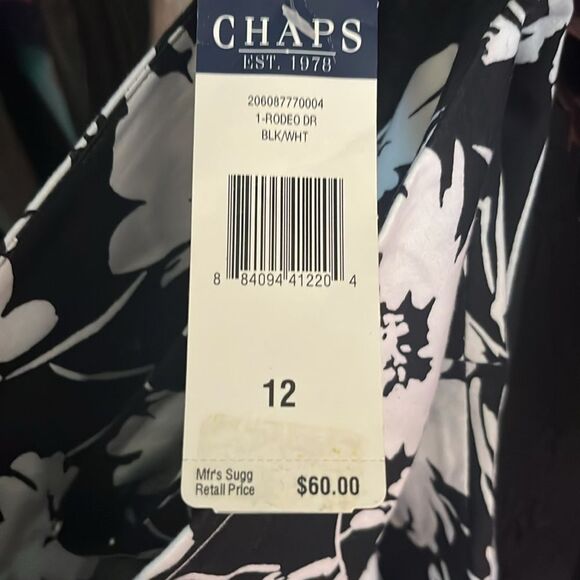 CHAPS
EST. 1978
206087770004
1-RODEO DR
BLK/WHT
8 84094 41220 4
12
Mfr's Sugg
Retail Price $60.00